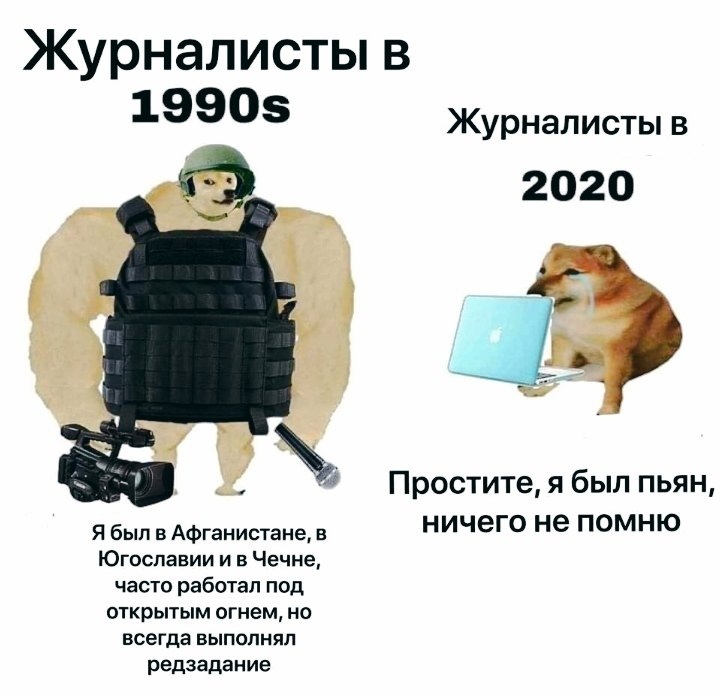 Журналисты в
1990s
Я был в Афганистане, в
Югославии и в Чечне,
часто работал под
открытым огнем, но
всегда выполнял
редзадание
Журналисты в
2020
Простите, я был пьян,
ничего не помню